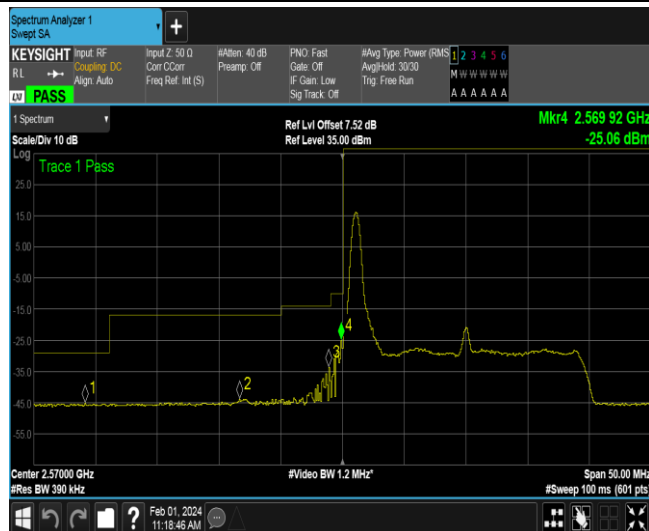 Spectrum Analyzer 1
Swept SA
+
KEYSIGHT Input: RF Input Z: 50 Ω #Atten: 40 dB PNO: Fast #Avg Type: Power (RMS 1 2 3 4 5 6
RL Coupling: DC Corr CCorr Preamp: Off Gate: Off Avg|Hold: 30/30 M W W W W W
Align: Auto Freq Ref: Int (S) IF Gain: Low Trig: Free Run
LXI PASS Sig Track: Off A A A A A A
1 Spectrum Ref Lvl Offset 7.52 dB Mkr4 2.569 92 GHz
Scale/Div 10 dB Ref Level 35.00 dBm -25.06 dBm
Log
Trace 1 Pass
25.0
15.0
5.00
-5.00
-15.0
4
-25.0
3
-35.0
1
2
-45.0
-55.0
Center 2.57000 GHz #Video BW 1.2 MHz* Span 50.00 MHz
#Res BW 390 kHz #Sweep 100 ms (601 pts)
? Feb 01, 2024
11:18:46 AM